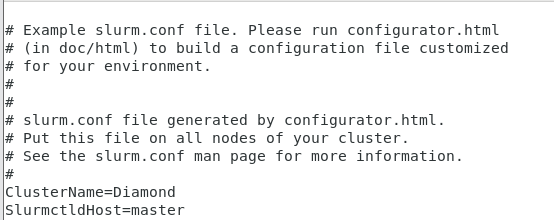 # Example slurm.conf file. Please run configurator.html
# (in doc/html) to build a configuration file customized
# for your environment.
#
#
# slurm.conf file generated by configurator.html.
# Put this file on all nodes of your cluster.
# See the slurm.conf man page for more information.
#
ClusterName=Diamond
SlurmctldHost=master